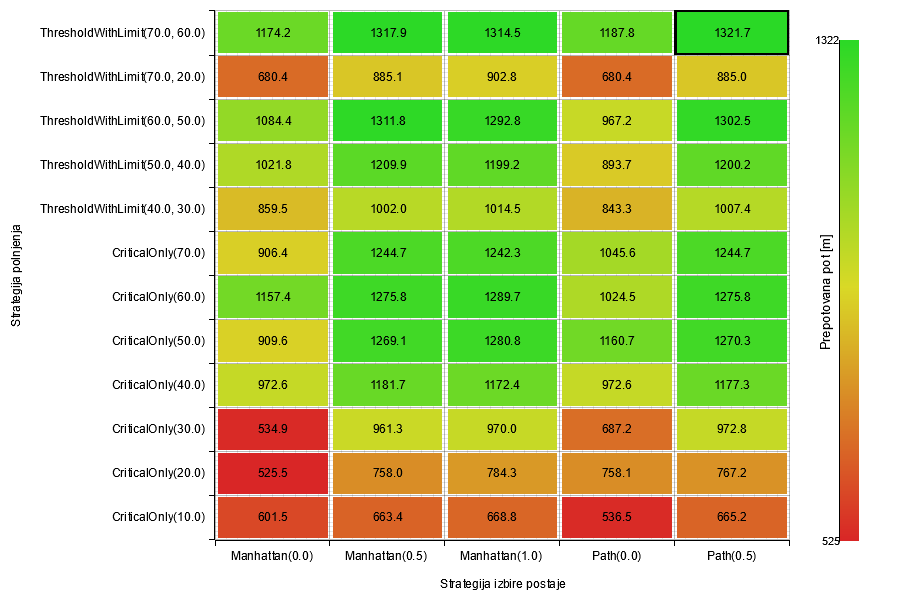 ThresholdWithLimit(70.0, 60.0) 1174.2 1317.9 1314.5 1187.8 1321.7
1322
ThresholdWithLimit(70.0, 20.0) 680.4 885.1 902.8 680.4 885.0
ThresholdWithLimit(60.0, 50.0) 1084.4 1311.8 1292.8 967.2 1302.5
ThresholdWithLimit(50.0, 40.0) 1021.8 1209.9 1199.2 893.7 1200.2
ThresholdWithLimit(40.0, 30.0) 859.5 1002.0 1014.5 843.3 1007.4
CriticalOnly(70.0) 906.4 1244.7 1242.3 1045.6 1244.7
Strategija polnjenja
Prepotovana pot [m]
CriticalOnly(60.0) 1157.4 1275.8 1289.7 1024.5 1275.8
CriticalOnly(50.0) 909.6 1269.1 1280.8 1160.7 1270.3
CriticalOnly(40.0) 972.6 1181.7 1172.4 972.6 1177.3
CriticalOnly(30.0) 534.9 961.3 970.0 687.2 972.8
CriticalOnly(20.0) 525.5 758.0 784.3 758.1 767.2
CriticalOnly(10.0) 601.5 663.4 668.8 536.5 665.2
525
Manhattan(0.0) Manhattan(0.5) Manhattan(1.0) Path(0.0) Path(0.5)
Strategija izbire postaje